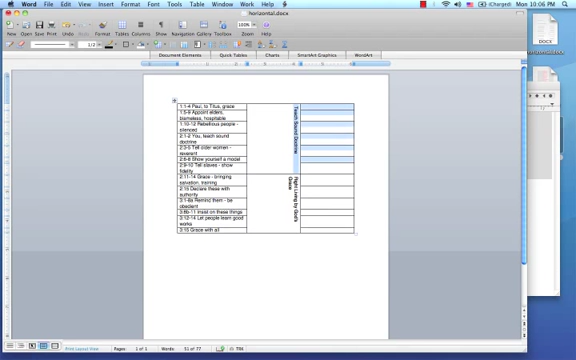 Word File Edit View Insert Format Font Tools Table Window Work Help
(Charged) Mon 10:06 PM
horizontal.docx
New Open Save Print Undo Format Tables Columns Show Navigation Gallery Toolbox Zoom Help
100%
1/2
Document Elements Quick Tables Charts SmartArt Graphics WordArt
DOCX
1:1-4 Paul, to Titus, grace
1:5-9 Appoint elders,
blameless, hospitable
1:10-12 Rebellious people -
silenced
2:1-2 You, teach sound
doctrine
2:3-5 Tell older women -
reverent
2:6-8 Show yourself a model
2:9-10 Tell slaves - show
fidelity
Teach Sound Doctrine
2:11-14 Grace - bringing
salvation, training
2:15 Declare these with
authority
3:1-8a Remind them - be
obedient
3:8b-11 Insist on these things
3:12-14 Let people learn good
works
3:15 Grace with all
Right Living by God's
Grace
Print Layout View Pages: 1 of 1 Words: 51 of 77 TRK